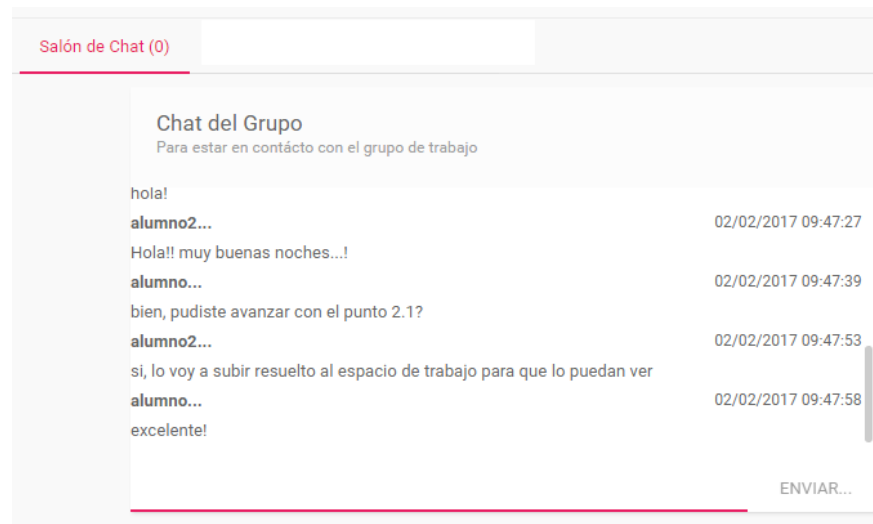 Salón de Chat (0)
Chat del Grupo
Para estar en contácto con el grupo de trabajo
hola!
alumno2... 02/02/2017 09:47:27
Hola!! muy buenas noches...!
alumno... 02/02/2017 09:47:39
bien, pudiste avanzar con el punto 2.1?
alumno2... 02/02/2017 09:47:53
si, lo voy a subir resuelto al espacio de trabajo para que lo puedan ver
alumno... 02/02/2017 09:47:58
excelente!
ENVIAR...